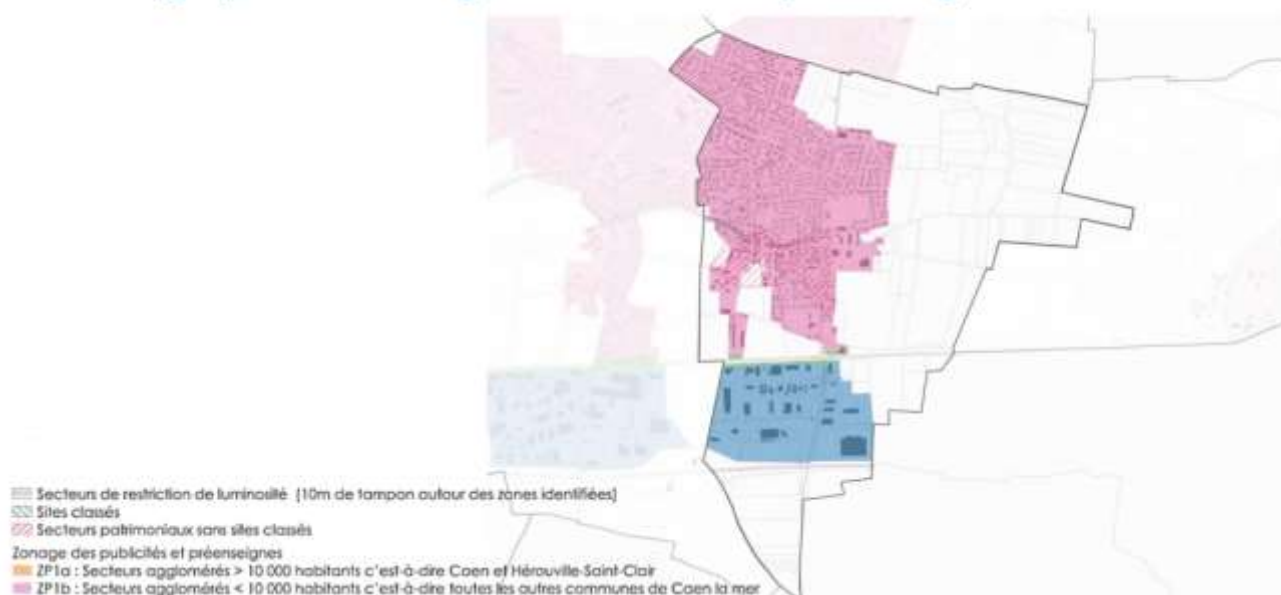 Secteurs de restriction de luminosité (10m de tampon autour des zones identifiées)
Sites classés
Secteurs patrimoniaux sans sites classés
Zonage des publicités et préenseignes
ZP1a : Secteurs agglomérés > 10 000 habitants c'est-à-dire Caen et Hérouville-Saint-Clair
ZP1b : Secteurs agglomérés < 10 000 habitants c'est-à-dire toutes les autres communes de Caen la mer